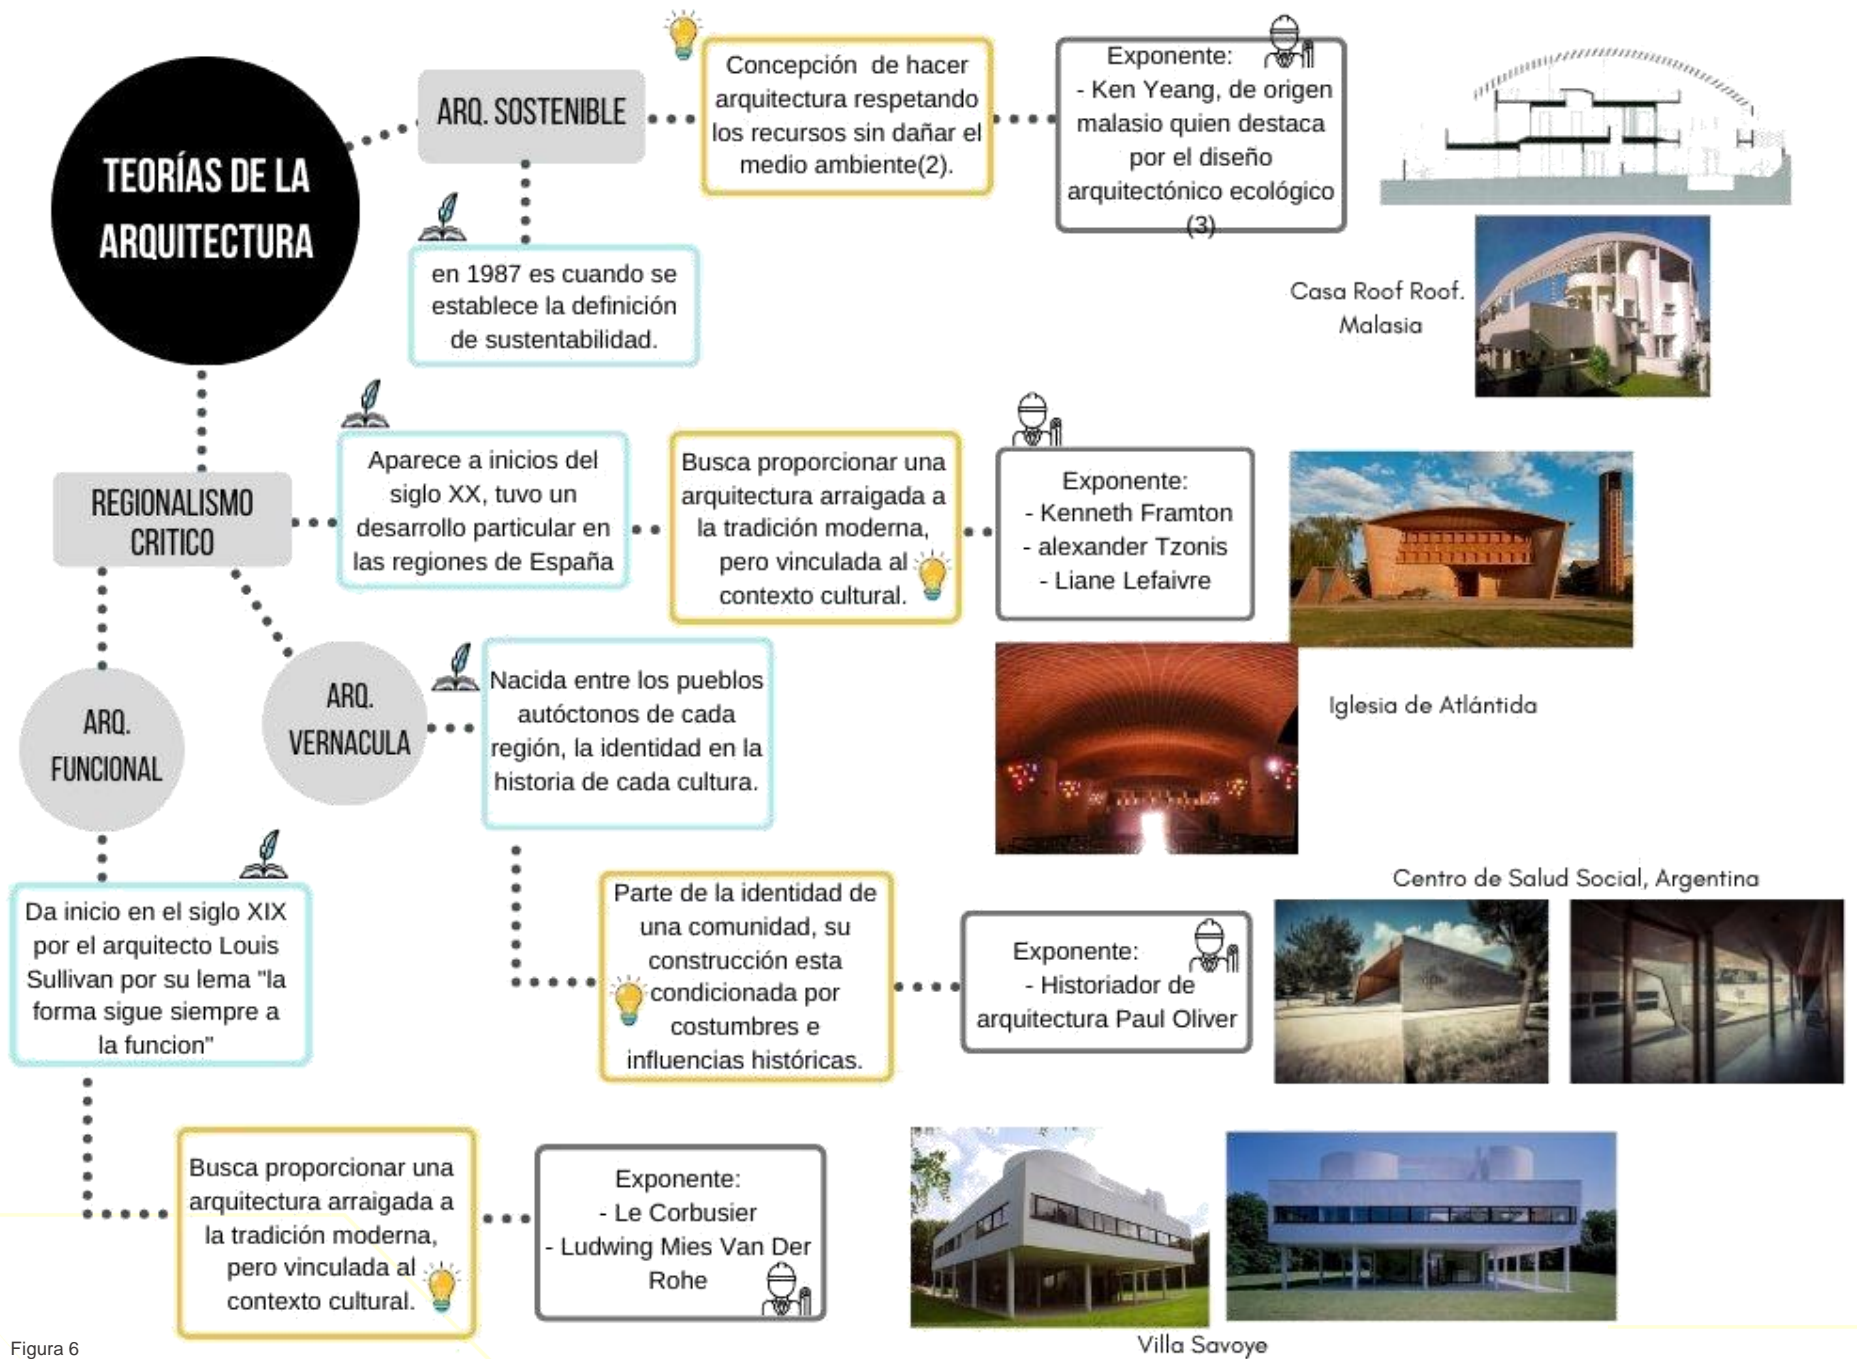 TEORÍAS DE LA
ARQUITECTURA
ARQ. SOSTENIBLE
Concepción de hacer
arquitectura respetando
los recursos sin dañar el
medio ambiente(2).
Exponente:
- Ken Yeang, de origen
malasio quien destaca
por el diseño
arquitectónico ecológico
(3)
en 1987 es cuando se
establece la definición
de sustentabilidad.
Casa Roof Roof.
Malasia
REGIONALISMO
CRITICO
Aparece a inicios del
siglo XX, tuvo un
desarrollo particular en
las regiones de España
Busca proporcionar una
arquitectura arraigada a
la tradición moderna,
pero vinculada al
contexto cultural.
Exponente:
- Kenneth Framton
- alexander Tzonis
- Liane Lefaivre
Iglesia de Atlántida
ARQ.
FUNCIONAL
ARQ.
VERNACULA
Nacida entre los pueblos
autóctonos de cada
región, la identidad en la
historia de cada cultura.
Parte de la identidad de
una comunidad, su
construcción esta
condicionada por
costumbres e
influencias históricas.
Exponente:
- Historiador de
arquitectura Paul Oliver
Centro de Salud Social, Argentina
Da inicio en el siglo XIX
por el arquitecto Louis
Sullivan por su lema "la
forma sigue siempre a
la funcion"
Busca proporcionar una
arquitectura arraigada a
la tradición moderna,
pero vinculada al
contexto cultural.
Exponente:
- Le Corbusier
- Ludwing Mies Van Der
Rohe
Villa Savoye
Figura 6